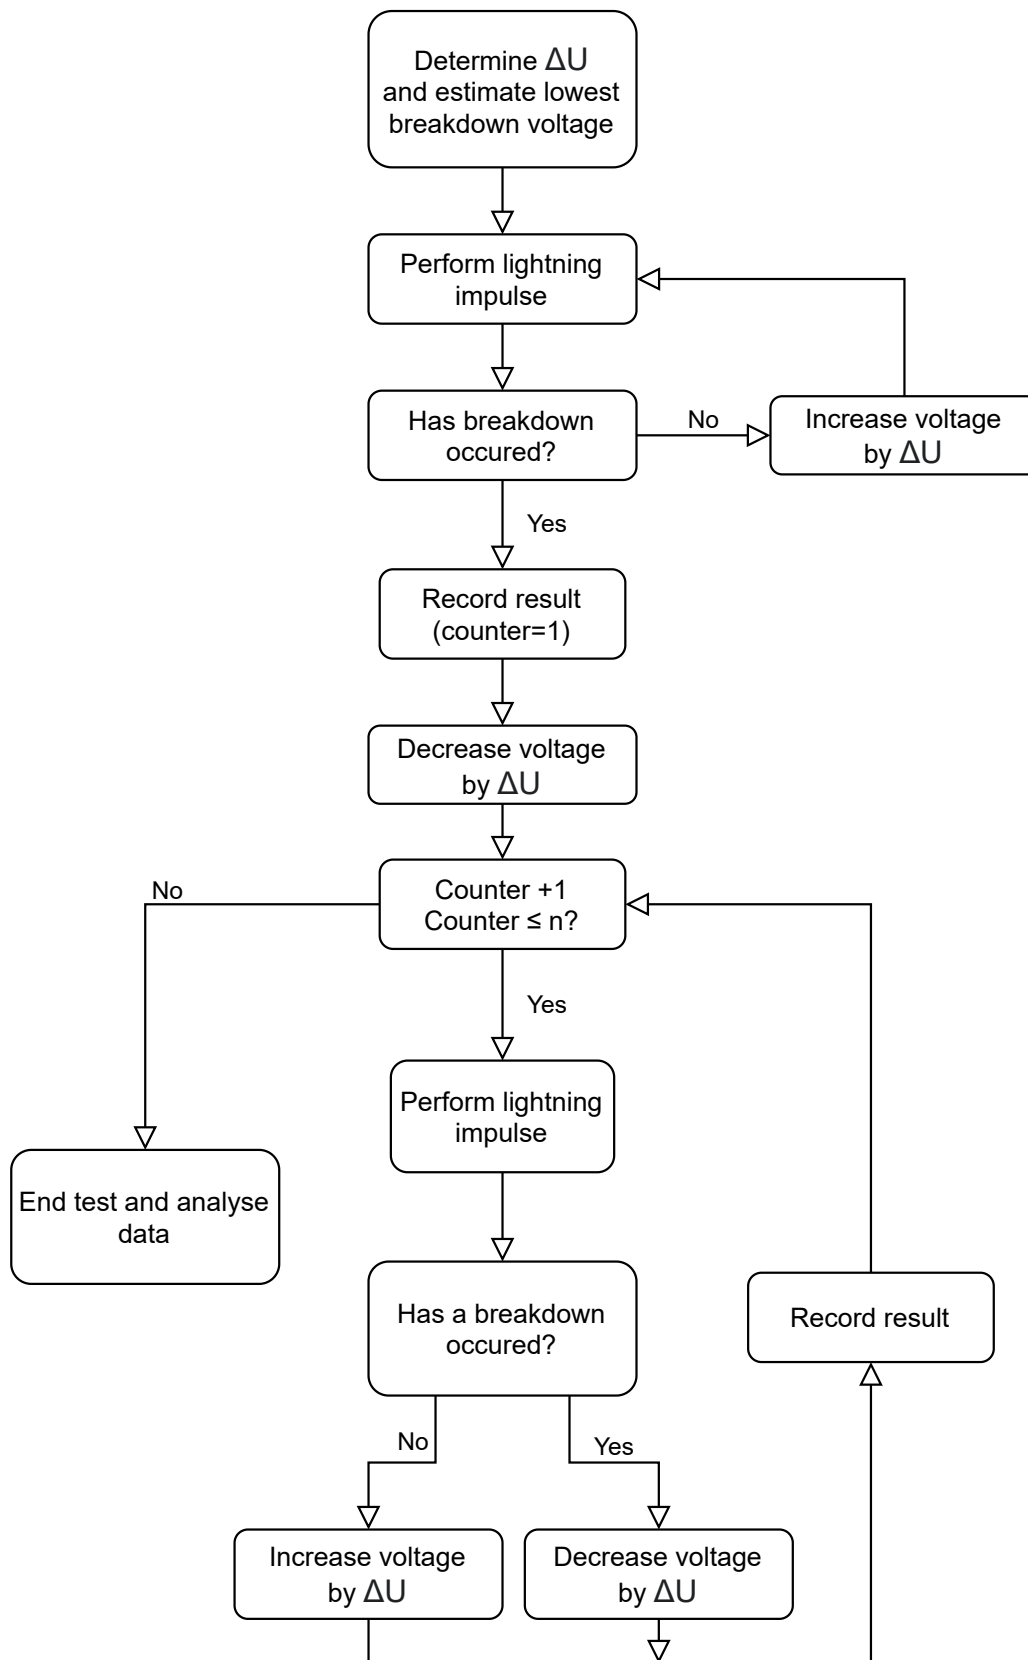 Determine ΔU
and estimate lowest
breakdown voltage
Perform lightning
impulse
Has breakdown
occured?
No
Increase voltage
by ΔU
Yes
Record result
(counter=1)
Decrease voltage
by ΔU
No
Counter +1
Counter ≤ n?
Yes
Perform lightning
impulse
End test and analyse
data
Has a breakdown
occured?
Record result
No
Yes
Increase voltage
by ΔU
Decrease voltage
by ΔU